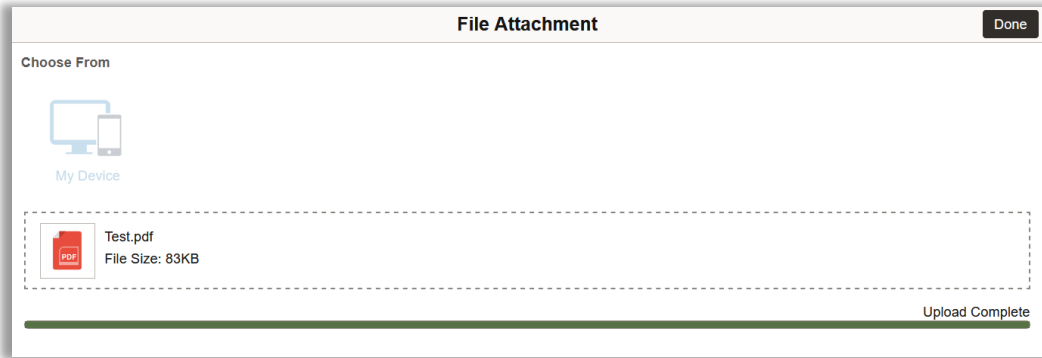 File Attachment
Done
Choose From
My Device
PDF
Test.pdf
File Size: 83KB
Upload Complete